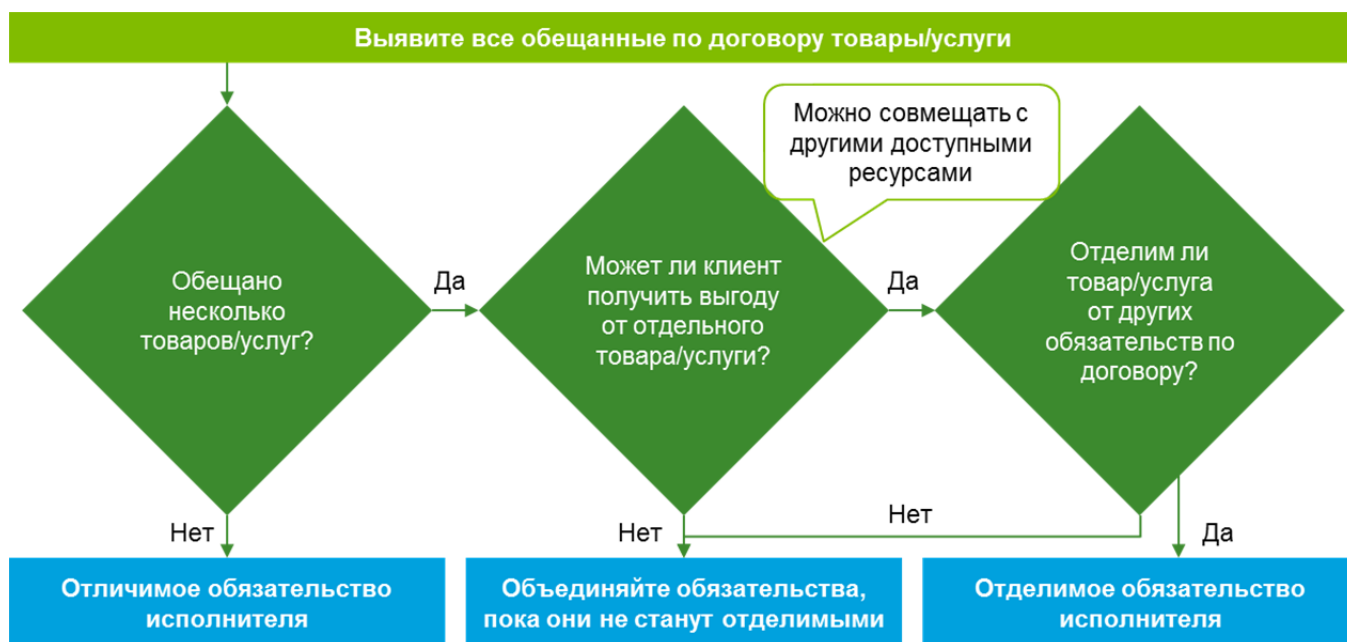 Выявите все обещанные по договору товары/услуги
Можно совмещать с
другими доступными
ресурсами
Обещано
несколько
товаров/услуг?
Да
Может ли клиент
получить выгоду
от отдельного
товара/услуги?
Да
Отделим ли
товар/услуга
от других
обязательств по
договору?
Нет
Нет
Нет
Да
Отличимое обязательство
исполнителя
Объединяйте обязательства,
пока они не станут отделимыми
Отделимое обязательство
исполнителя